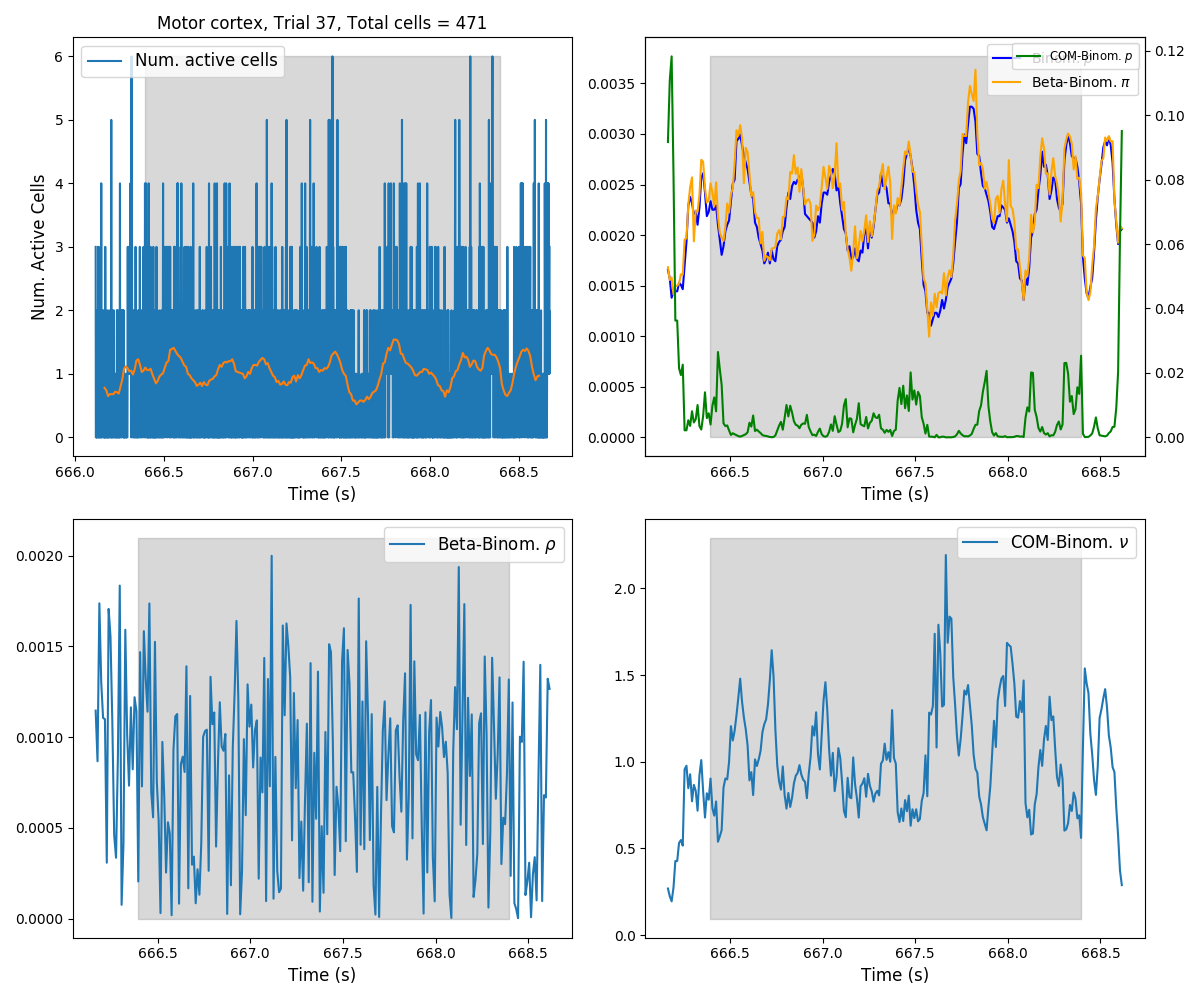 Motor cortex, Trial 37, Total cells = 471
Num. active cells
Num. Active Cells
6
5
4
3
2
1
0
666.0 666.5 667.0 667.5 668.0 668.5
Time (s)
COM-Binom. p
Beta-Binom. π
0.0035
0.0030
0.0025
0.0020
0.0015
0.0010
0.0005
0.0000
0.12
0.10
0.08
0.06
0.04
0.02
0.00
666.5 667.0 667.5 668.0 668.5
Time (s)
Beta-Binom. ρ
0.0020
0.0015
0.0010
0.0005
0.0000
666.5 667.0 667.5 668.0 668.5
Time (s)
COM-Binom. ν
2.0
1.5
1.0
0.5
0.0
666.5 667.0 667.5 668.0 668.5
Time (s)